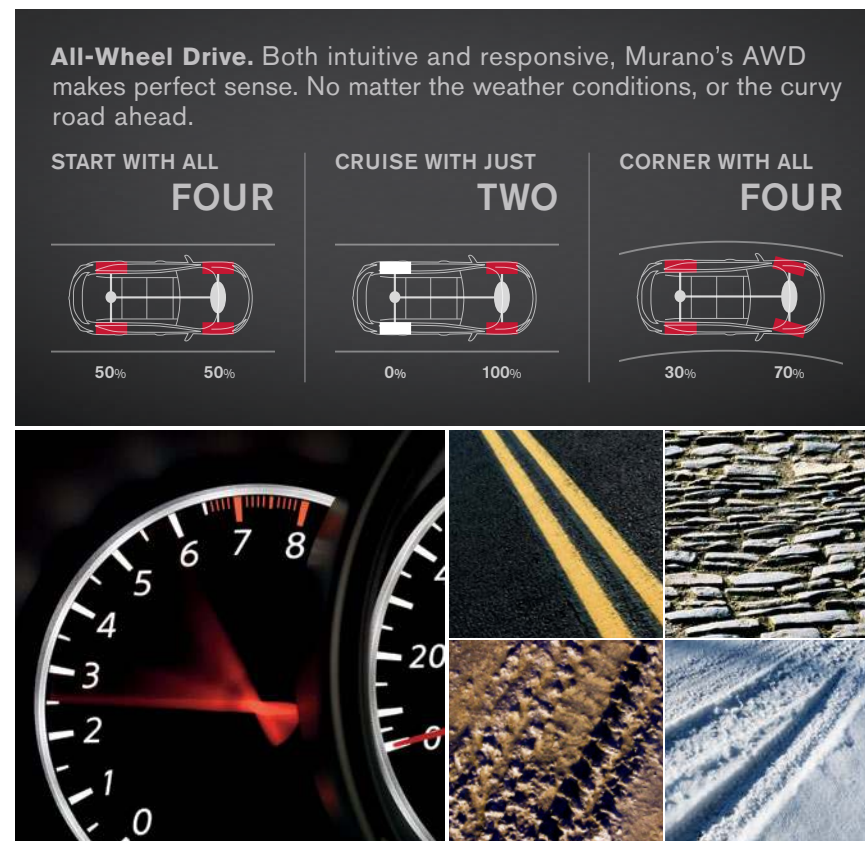 All-Wheel Drive. Both intuitive and responsive, Murano's AWD
makes perfect sense. No matter the weather conditions, or the curvy
road ahead.
START WITH ALL
FOUR
50% 50%
CRUISE WITH JUST
TWO
0% 100%
CORNER WITH ALL
FOUR
30% 70%
8
7
6
5
4
3
2
1
0
20
0